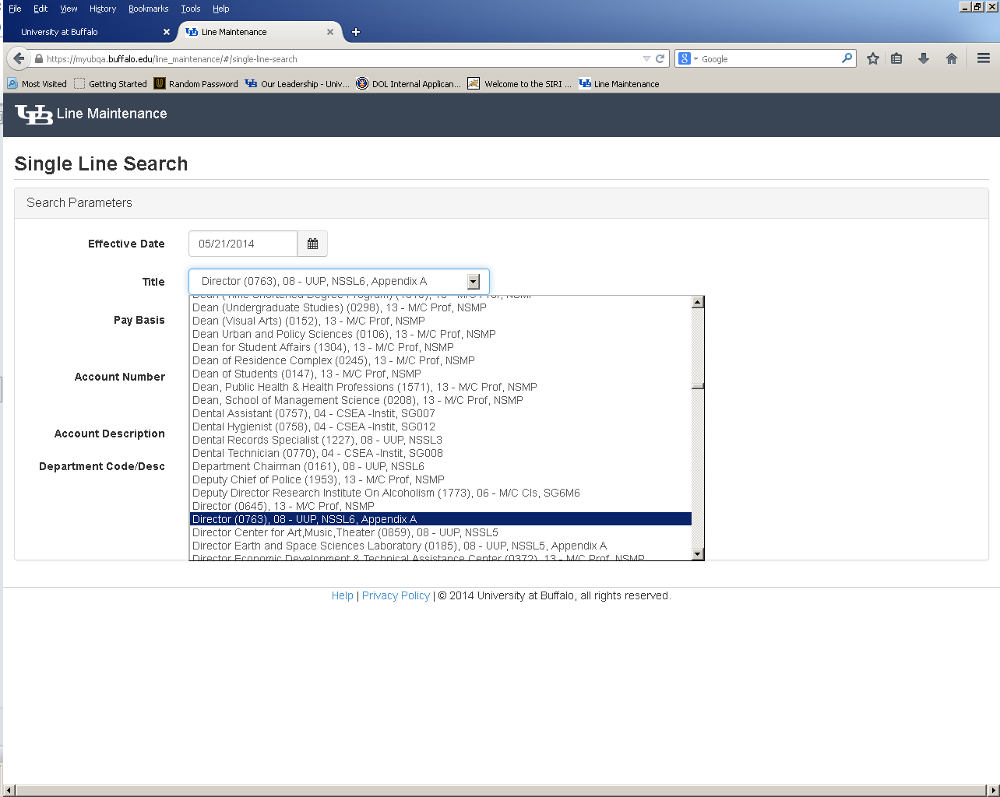 File Edit View History Bookmarks Tools Help
University at Buffalo
Line Maintenance
https://myubqa.buffalo.edu/line_maintenance/#/single-line-search
Google
Most Visited Getting Started Random Password Our Leadership - Univ... DOL Internal Applican... Welcome to the SIRI ... Line Maintenance
UB Line Maintenance
Single Line Search
Search Parameters
Effective Date 05/21/2014
Title Director (0763), 08 - UUP, NSSL6, Appendix A
Pay Basis
Account Number
Account Description
Department Code/Desc
Dean (Time Shortened Degree Program) 13 - M/C Prof, NSMP
Dean (Undergraduate Studies) (0298), 13 - M/C Prof, NSMP
Dean (Visual Arts) (0152), 13 - M/C Prof, NSMP
Dean Urban and Policy Sciences (0106), 13 - M/C Prof, NSMP
Dean for Student Affairs (1304), 13 - M/C Prof, NSMP
Dean of Residence Complex (0245), 13 - M/C Prof, NSMP
Dean of Students (0147), 13 - M/C Prof, NSMP
Dean, Public Health & Health Professions (1571), 13 - M/C Prof, NSMP
Dean, School of Management Science (0208), 13 - M/C Prof, NSMP
Dental Assistant (0757), 04 - CSEA -Instit, SG007
Dental Hygienist (0758), 04 - CSEA -Instit, SG012
Dental Records Specialist (1227), 08 - UUP, NSSL3
Dental Technician (0770), 04 - CSEA -Instit, SG008
Department Chairman (0161), 08 - UUP, NSSL6
Deputy Chief of Police (1953), 13 - M/C Prof, NSMP
Deputy Director Research Institute On Alcoholism (1773), 06 - M/C Cls, SG6M6
Director (0645), 13 - M/C Prof, NSMP
Director (0763), 08 - UUP, NSSL6, Appendix A
Director Center for Art,Music,Theater (0859), 08 - UUP, NSSL5
Director Earth and Space Sciences Laboratory (0185), 08 - UUP, NSSL5, Appendix A
Director Economic Development & Technical Assistance Center (0372), 13 - M/C Prof, NSMP
Help | Privacy Policy | © 2014 University at Buffalo, all rights reserved.